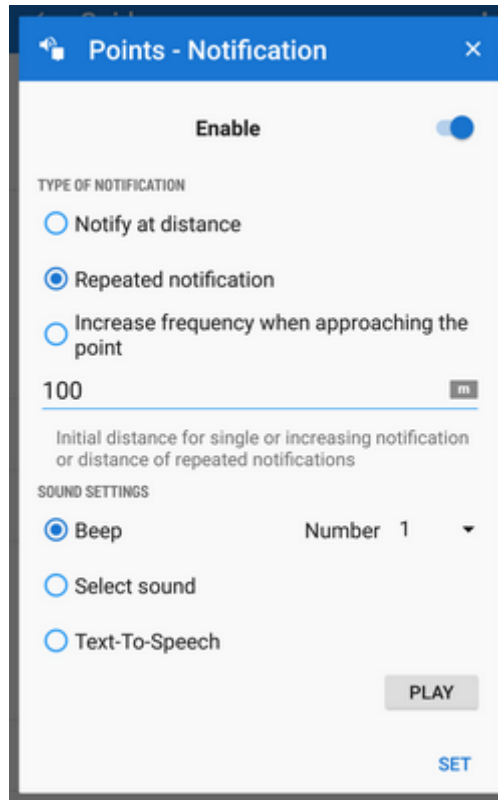 Points - Notification
Enable
TYPE OF NOTIFICATION
Notify at distance
Repeated notification
Increase frequency when approaching the
point
100 m
Initial distance for single or increasing notification
or distance of repeated notifications
SOUND SETTINGS
Beep Number 1
Select sound
Text-To-Speech
PLAY
SET